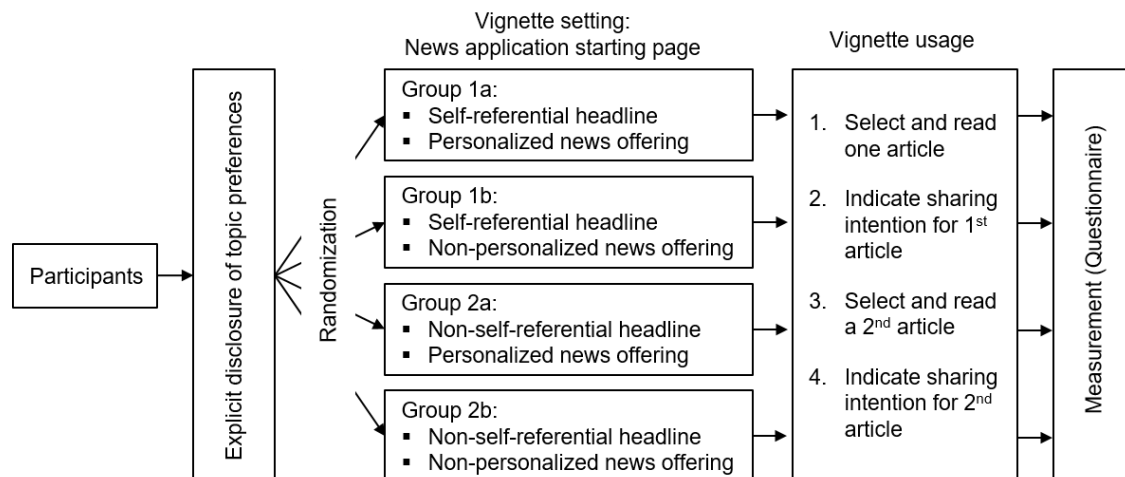 Vignette setting:
News application starting page
Vignette usage
Participants
Explicit disclosure of topic preferences
Randomization
Group 1a:
▪ Self-referential headline
▪ Personalized news offering
Group 1b:
▪ Self-referential headline
▪ Non-personalized news offering
Group 2a:
▪ Non-self-referential headline
▪ Personalized news offering
Group 2b:
▪ Non-self-referential headline
▪ Non-personalized news offering
1. Select and read
one article
2. Indicate sharing
intention for 1st
article
3. Select and read
a 2nd article
4. Indicate sharing
intention for 2nd
article
Measurement (Questionnaire)